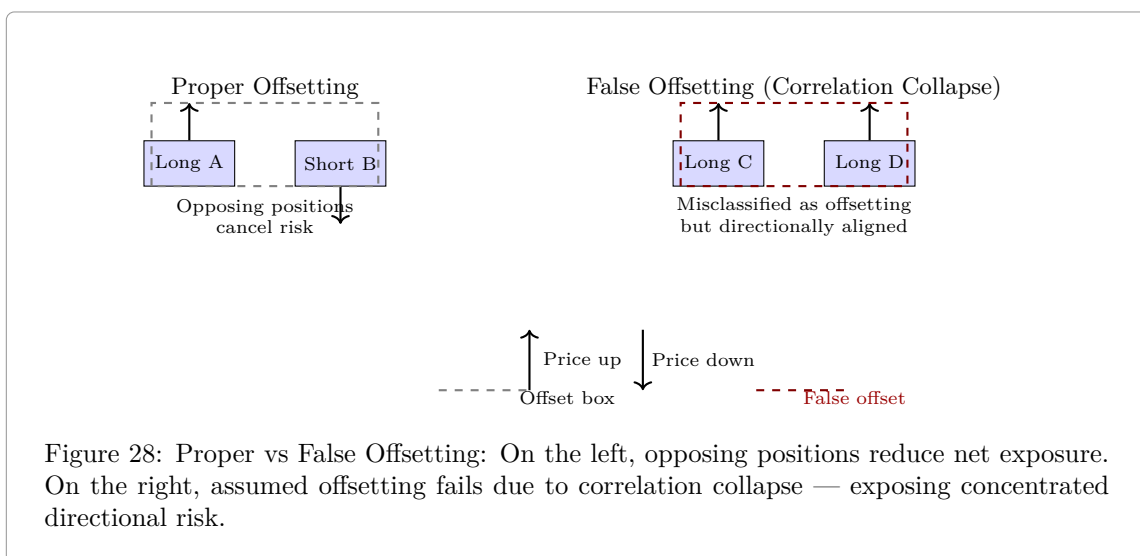 Proper Offsetting
False Offsetting (Correlation Collapse)
Long A
Short B
Long C
Long D
Opposing positions
cancel risk
Misclassified as offsetting
but directionally aligned
Price up
Price down
Offset box
False offset
Figure 28: Proper vs False Offsetting: On the left, opposing positions reduce net exposure.
On the right, assumed offsetting fails due to correlation collapse — exposing concentrated
directional risk.